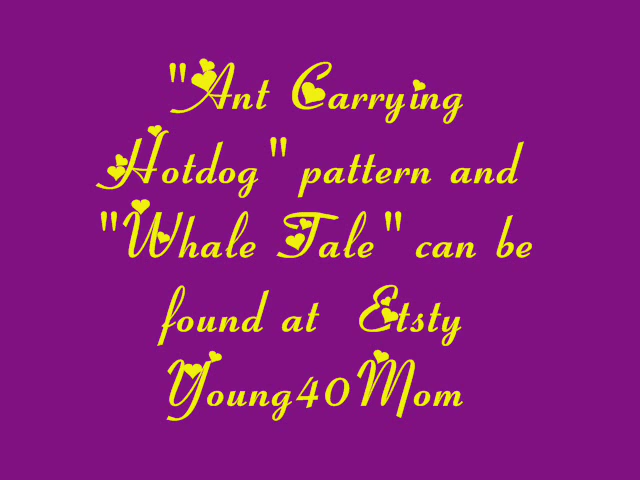 "Ant Carrying
Hotdog" pattern and
"Whale Tale" can be
found at Etsty
Young40Mom